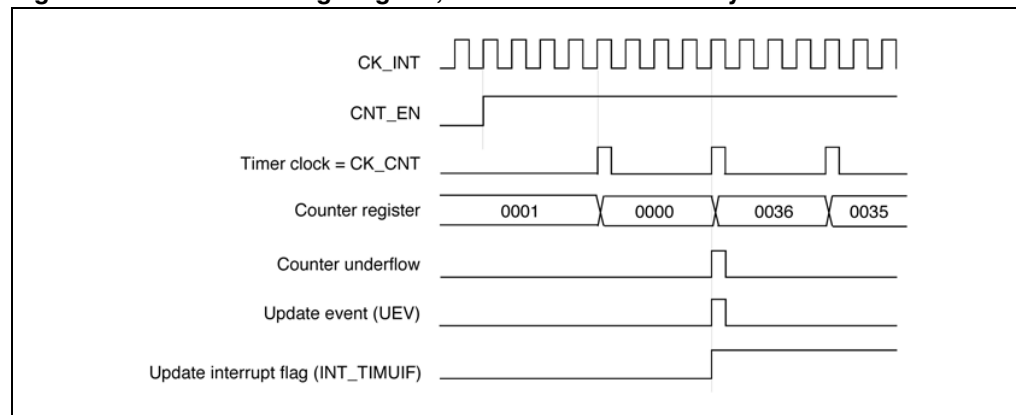 CK_INT
CNT_EN
Timer clock = CK_CNT
Counter register 0001 0000 0036 0035
Counter underflow
Update event (UEV)
Update interrupt flag (INT_TIMUIF)